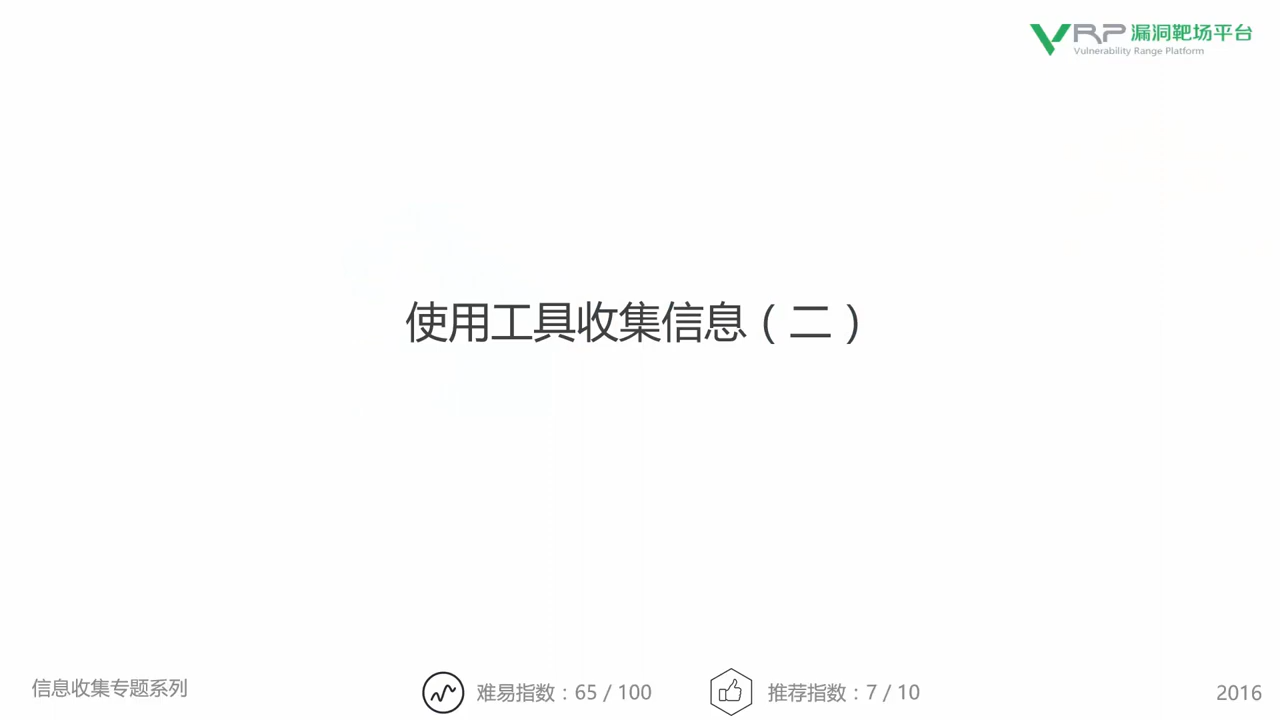 VRP 漏洞靶场平台
Vulnerability Range Platform
使用工具收集信息（二）
信息收集专题系列
难易指数：65 / 100
推荐指数：7 / 10
2016